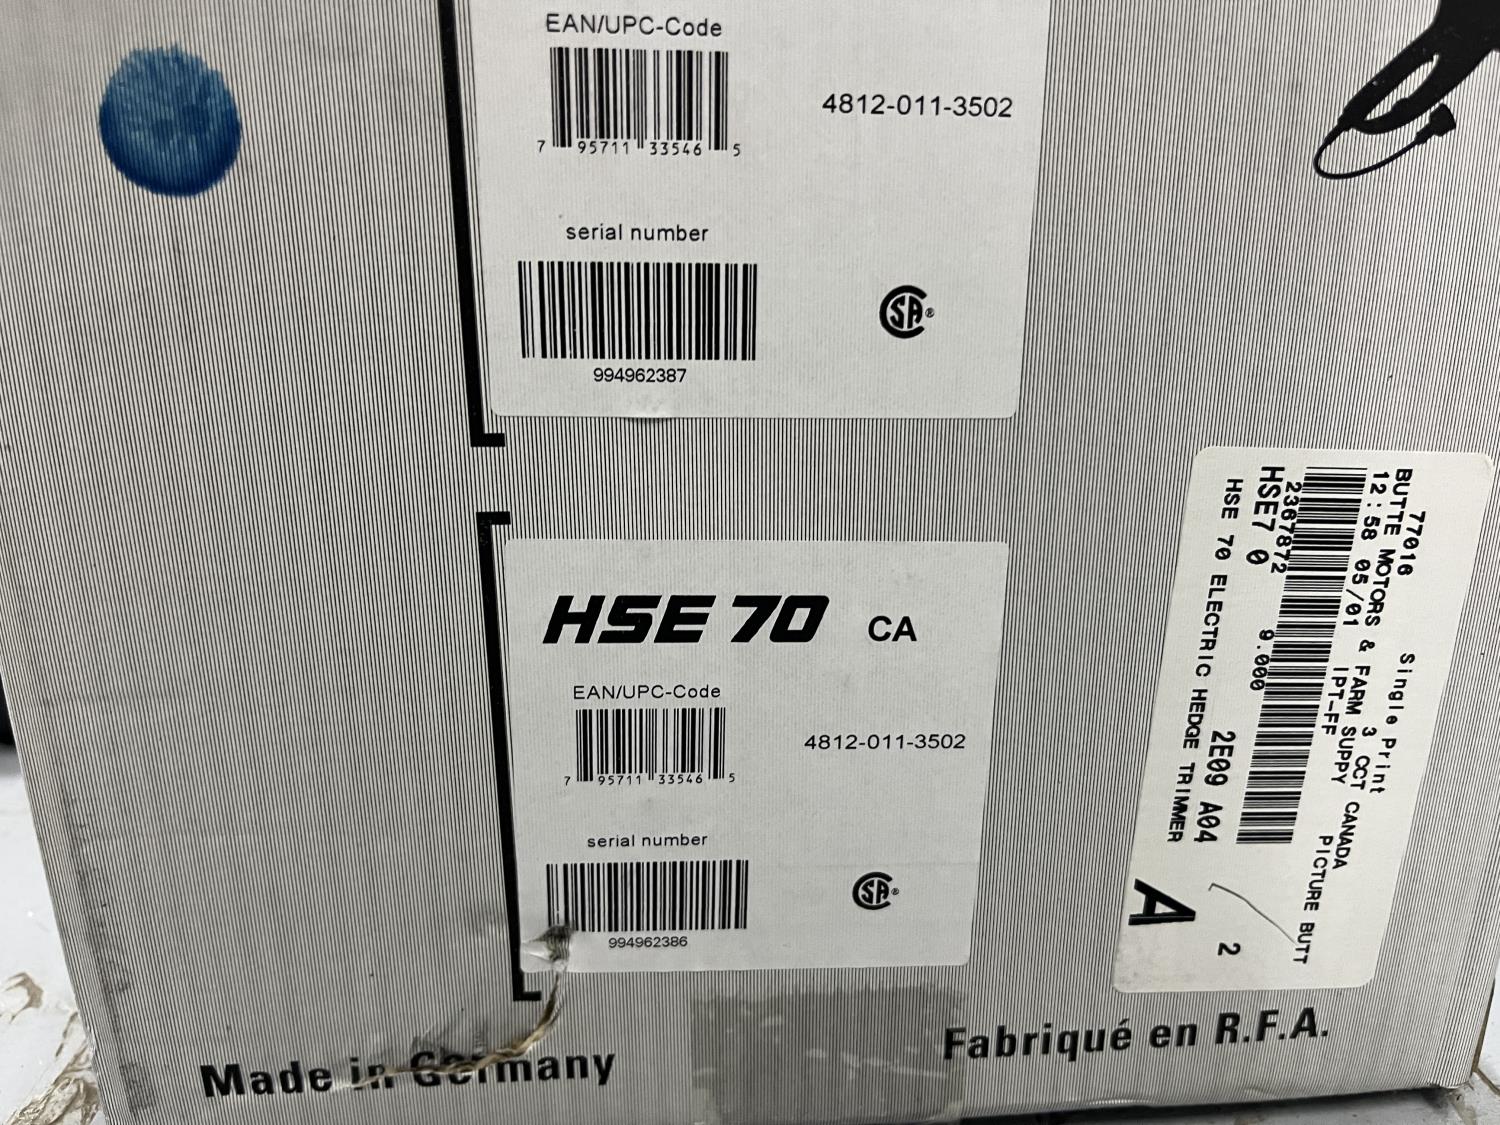 EAN/UPC-Code
4812-011-3502
7 95711 33546 5
serial number
CSA®
994962387
HSE 70 CA
EAN/UPC-Code
4812-011-3502
7 95711 33546 5
serial number
CSA®
994962386
77016 Single Print
BUTTE MOTORS & FARM 3 OCT CANADA
12:58 05/01 IPT-FF SUPPY PICTURE BUTT
2367872
HSE7 0 9.000 2E09 A04 2
HSE 70 ELECTRIC HEDGE TRIMMER A
Made in Germany
Fabriqué en R.F.A.